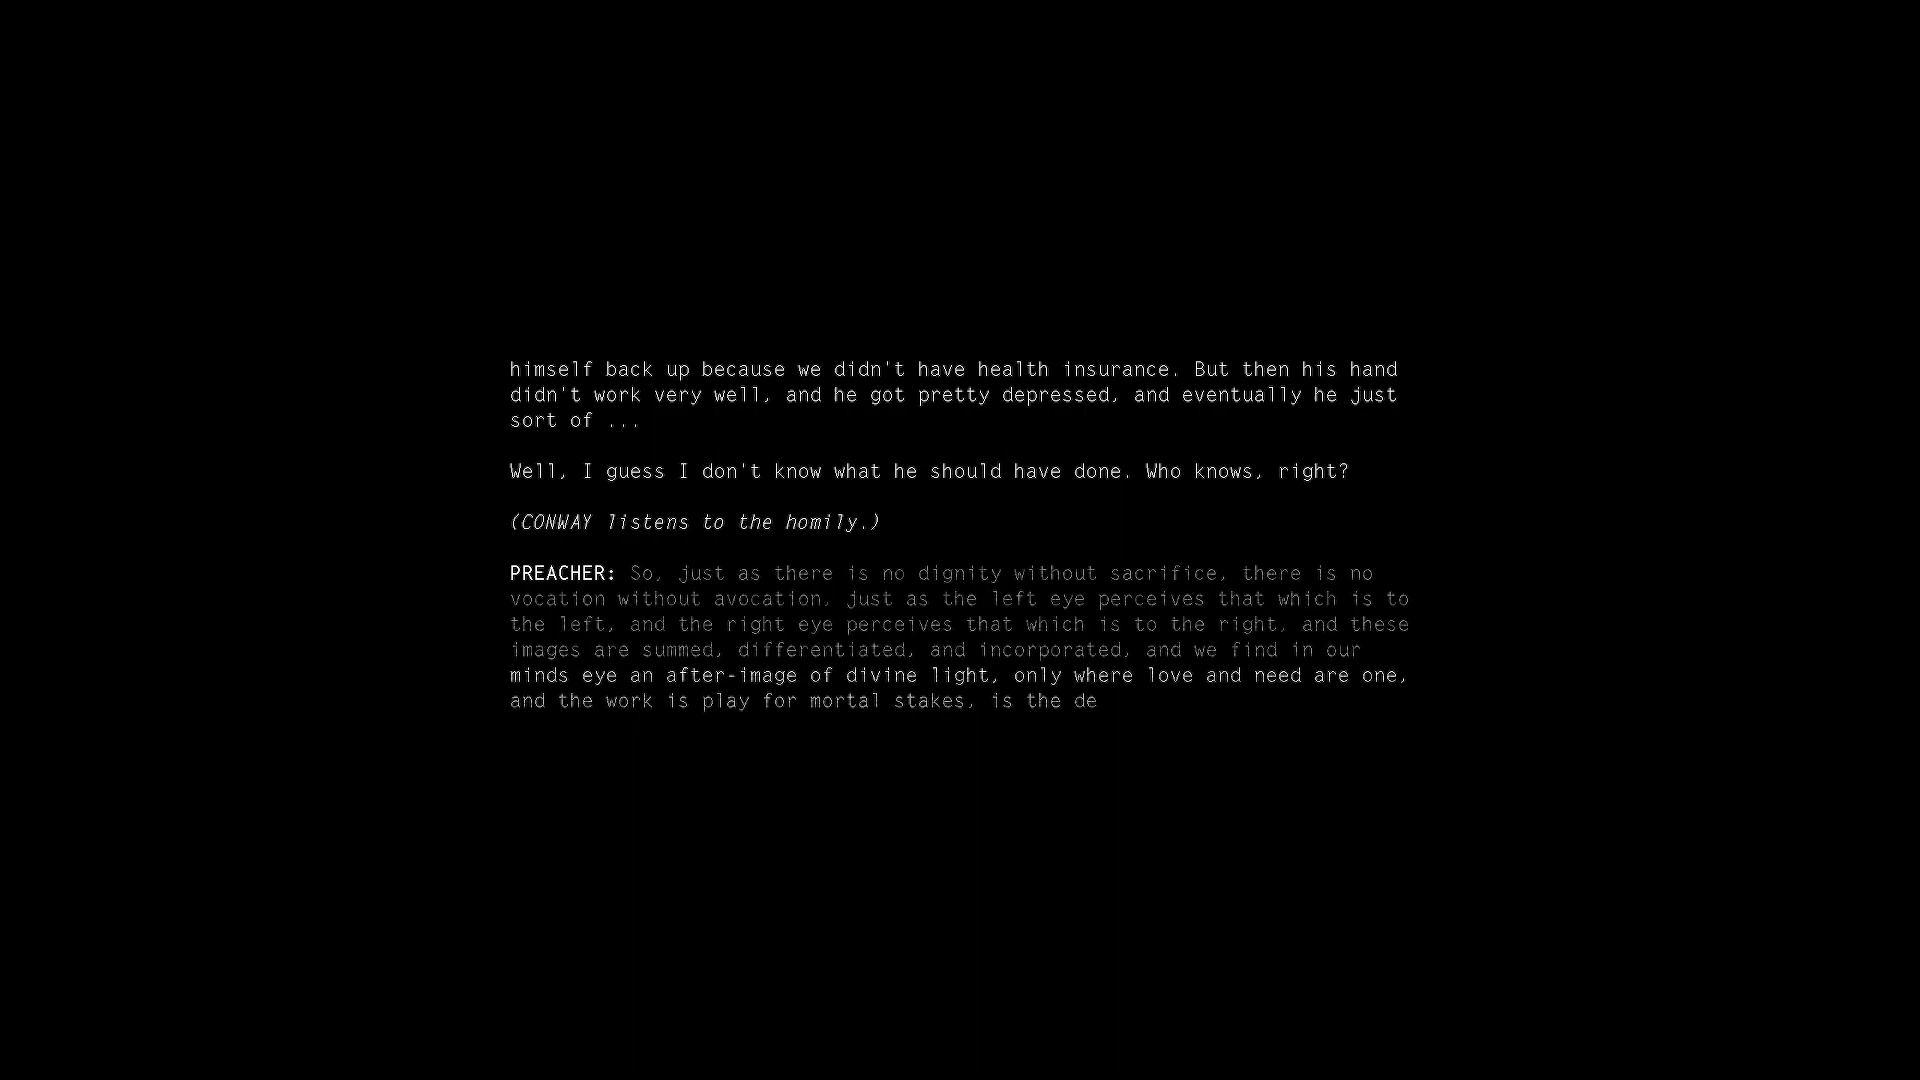 himself back up because we didn't have health insurance. But then his hand
didn't work very well, and he got pretty depressed, and eventually he just
sort of ...
Well, I guess I don't know what he should have done. Who knows, right?
(CONWAY listens to the homily.)
PREACHER: So, just as there is no dignity without sacrifice, there is no
vocation without avocation, just as the left eye perceives that which is to
the left, and the right eye perceives that which is to the right, and these
images are summed, differentiated, and incorporated, and we find in our
minds eye an after-image of divine light, only where love and need are one,
and the work is play for mortal stakes, is the de